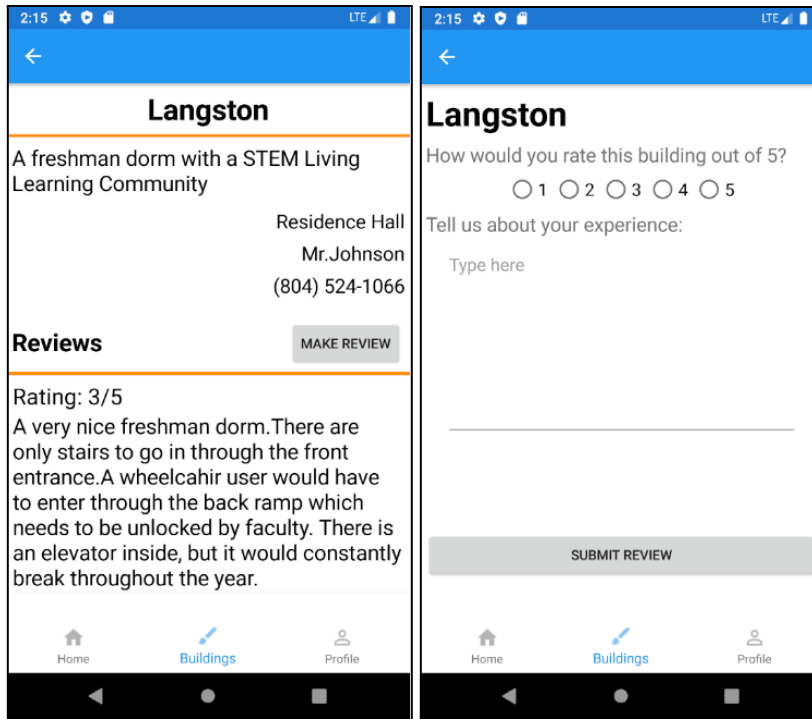 2:15
LTE
Langston
A freshman dorm with a STEM Living
Learning Community
Residence Hall
Mr.Johnson
(804) 524-1066
Reviews
MAKE REVIEW
Rating: 3/5
A very nice freshman dorm.There are
only stairs to go in through the front
entrance.A wheelcahir user would have
to enter through the back ramp which
needs to be unlocked by faculty. There is
an elevator inside, but it would constantly
break throughout the year.
Home
Buildings
Profile
2:15
LTE
Langston
How would you rate this building out of 5?
1 2 3 4 5
Tell us about your experience:
Type here
SUBMIT REVIEW
Home
Buildings
Profile